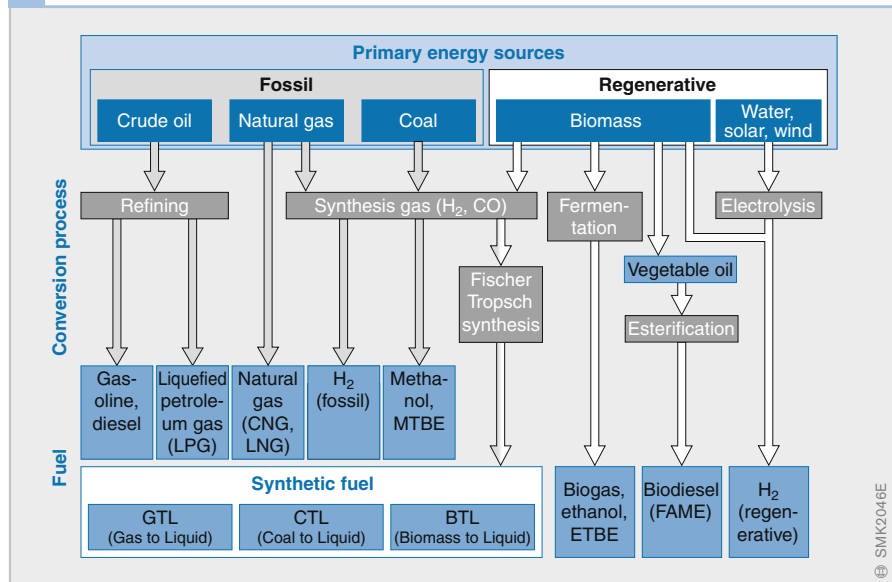 Primary energy sources
Fossil
Regenerative
Crude oil
Natural gas
Coal
Biomass
Water,
solar, wind
Conversion process
Refining
Synthesis gas (H₂, CO)
Fermen-
tation
Electrolysis
Vegetable oil
Fischer
Tropsch
synthesis
Esterification
Fuel
Gas-
oline,
diesel
Liquefied
petrole-
um gas
(LPG)
Natural
gas
(CNG,
LNG)
H₂
(fossil)
Metha-
nol,
MTBE
Synthetic fuel
GTL
(Gas to Liquid)
CTL
(Coal to Liquid)
BTL
(Biomass to Liquid)
Biogas,
ethanol,
ETBE
Biodiesel
(FAME)
H₂
(regen-
erative)
SMK2046E